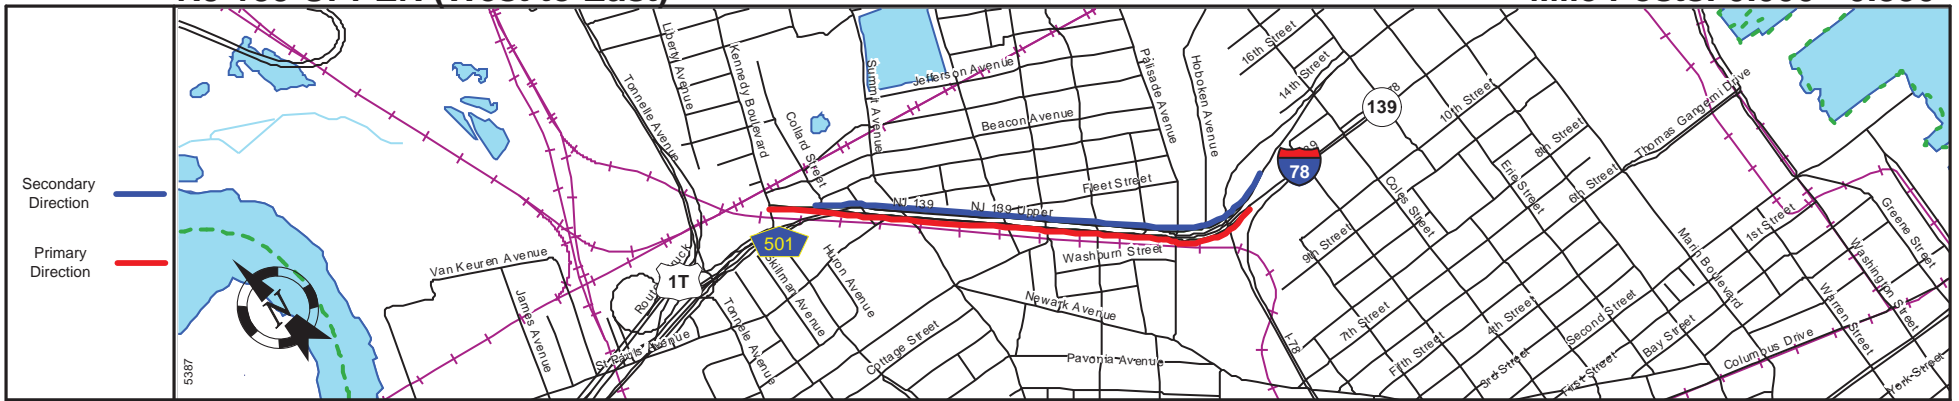 Secondary
Direction
Primary
Direction
5387
Tonnelle Avenue
Liberty Avenue
Kennedy Boulevard
Collard Street
Summit Avenue
Jefferson Avenue
Beacon Avenue
Palisade Avenue
Hoboken Avenue
16th Street
14th Street
139
10th Street
8th Street
Thomas Gangemi Drive
78
Fleet Street
NJ 139
NJ 139 Upper
Coles Street
Erie Street
6th Street
501
Washburn Street
9th Street
1st Street
Greene Street
Van Keuren Avenue
1T
Skillman Avenue
Huron Avenue
Marin Boulevard
Washington Street
James Avenue
Tonnelle Avenue
Newark Avenue
Warren Street
St Pauls Avenue
Cottage Street
Pavonia Avenue
I-78
7th Street
Fifth Street
4th Street
3rd Street
Second Street
First Street
Bay Street
Columbus Drive
York Street
N